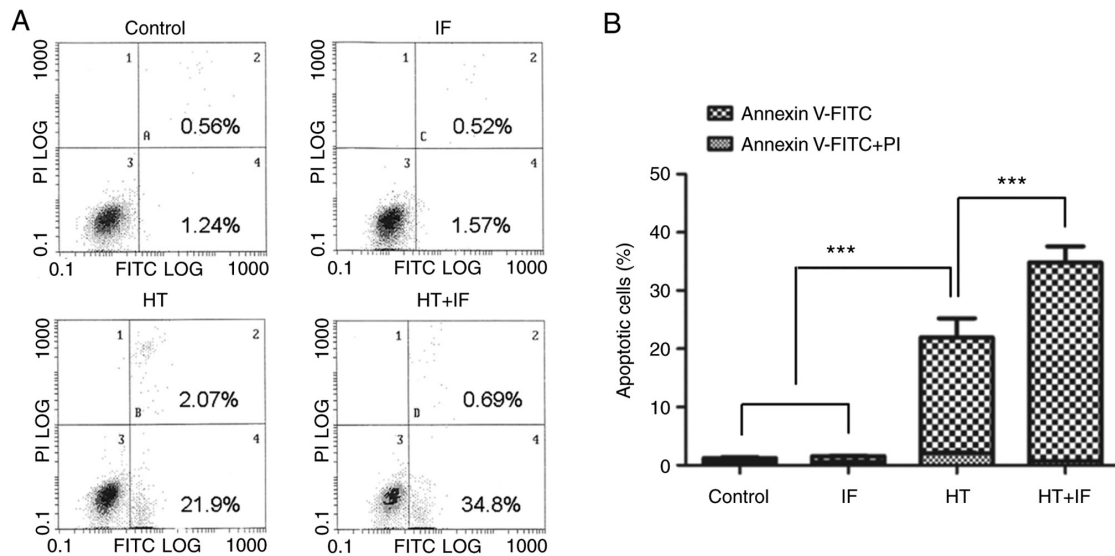 A
Control
1000
PI LOG
0.1
1
2
0.56%
A
3
4
1.24%
0.1
FITC LOG
1000
IF
1000
PI LOG
0.1
1
2
0.52%
C
3
4
1.57%
0.1
FITC LOG
1000
HT
1000
PI LOG
0.1
1
2
2.07%
B
3
4
21.9%
0.1
FITC LOG
1000
HT+IF
1000
PI LOG
0.1
1
2
0.69%
D
3
4
34.8%
0.1
FITC LOG
1000
B
Annexin V-FITC
Annexin V-FITC+PI
Apoptotic cells (%)
50
40
30
20
10
0
***
***
Control
IF
HT
HT+IF